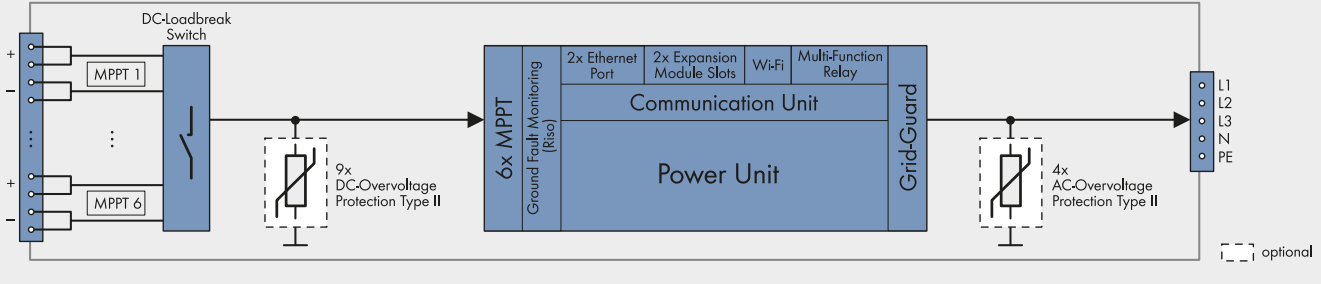 DC-Loadbreak
Switch
+
MPPT 1
–
...
...
+
MPPT 6
–
9x
DC-Overvoltage
Protection Type II
6x MPPT
Ground Fault Monitoring
(Riso)
2x Ethernet
Port
2x Expansion
Module Slots
Wi-Fi
Multi-Function
Relay
Communication Unit
Power Unit
Grid-Guard
4x
AC-Overvoltage
Protection Type II
L1
L2
L3
N
PE
optional